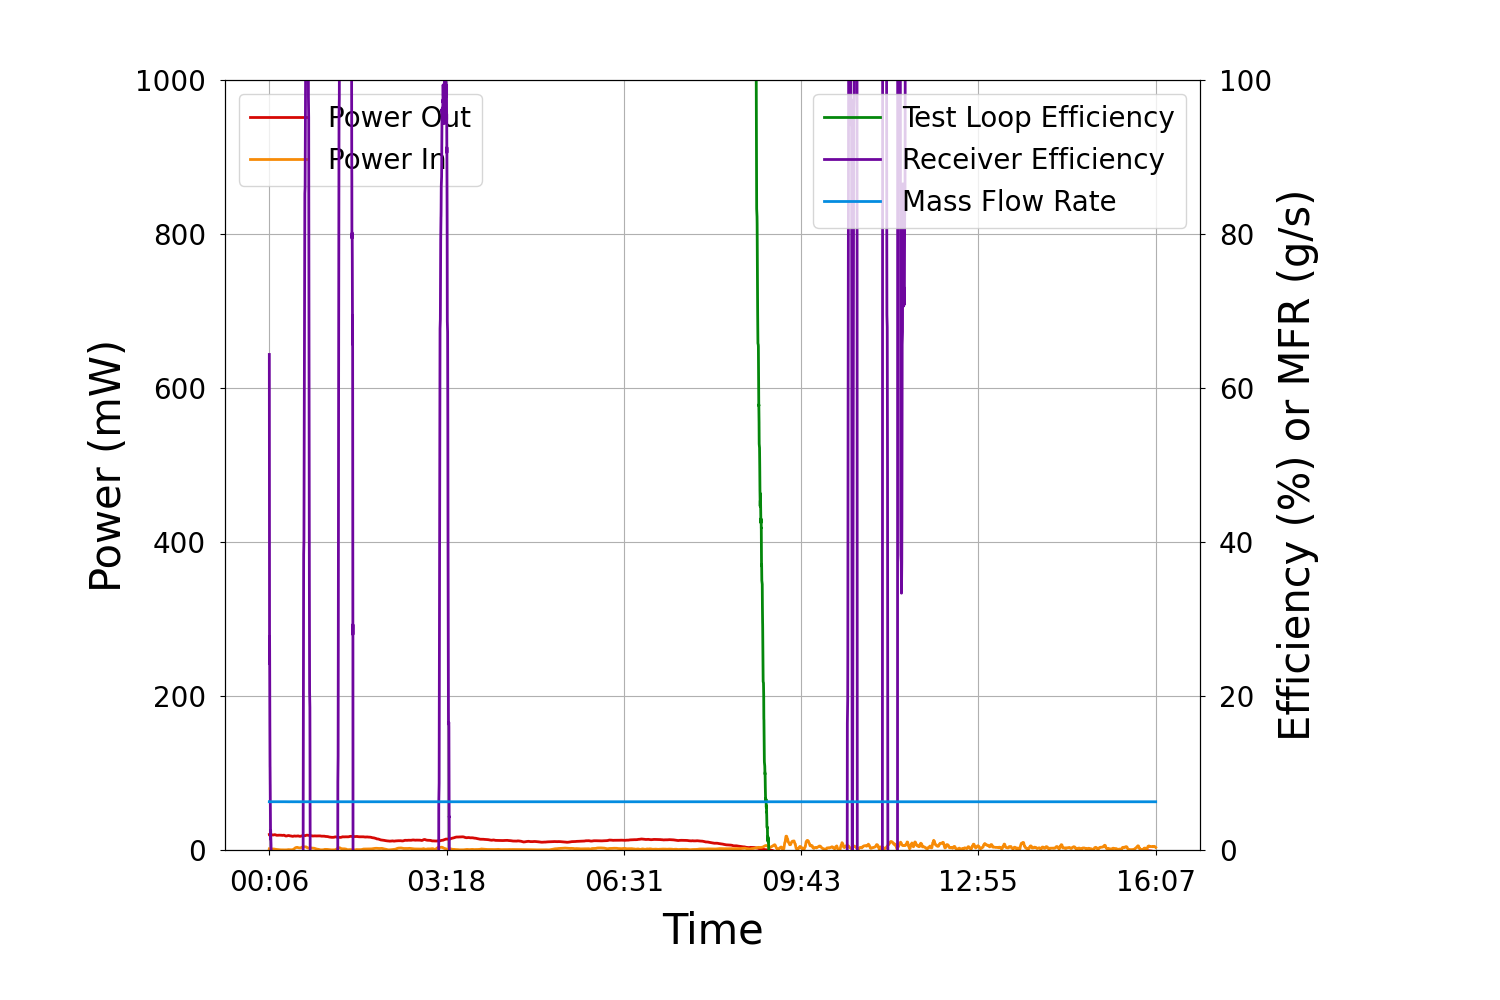 1000
800
600
400
200
0
Power (mW)
Power Out
Power In
Test Loop Efficiency
Receiver Efficiency
Mass Flow Rate
100
80
60
40
20
0
Efficiency (%) or MFR (g/s)
00:06 03:18 06:31 09:43 12:55 16:07
Time